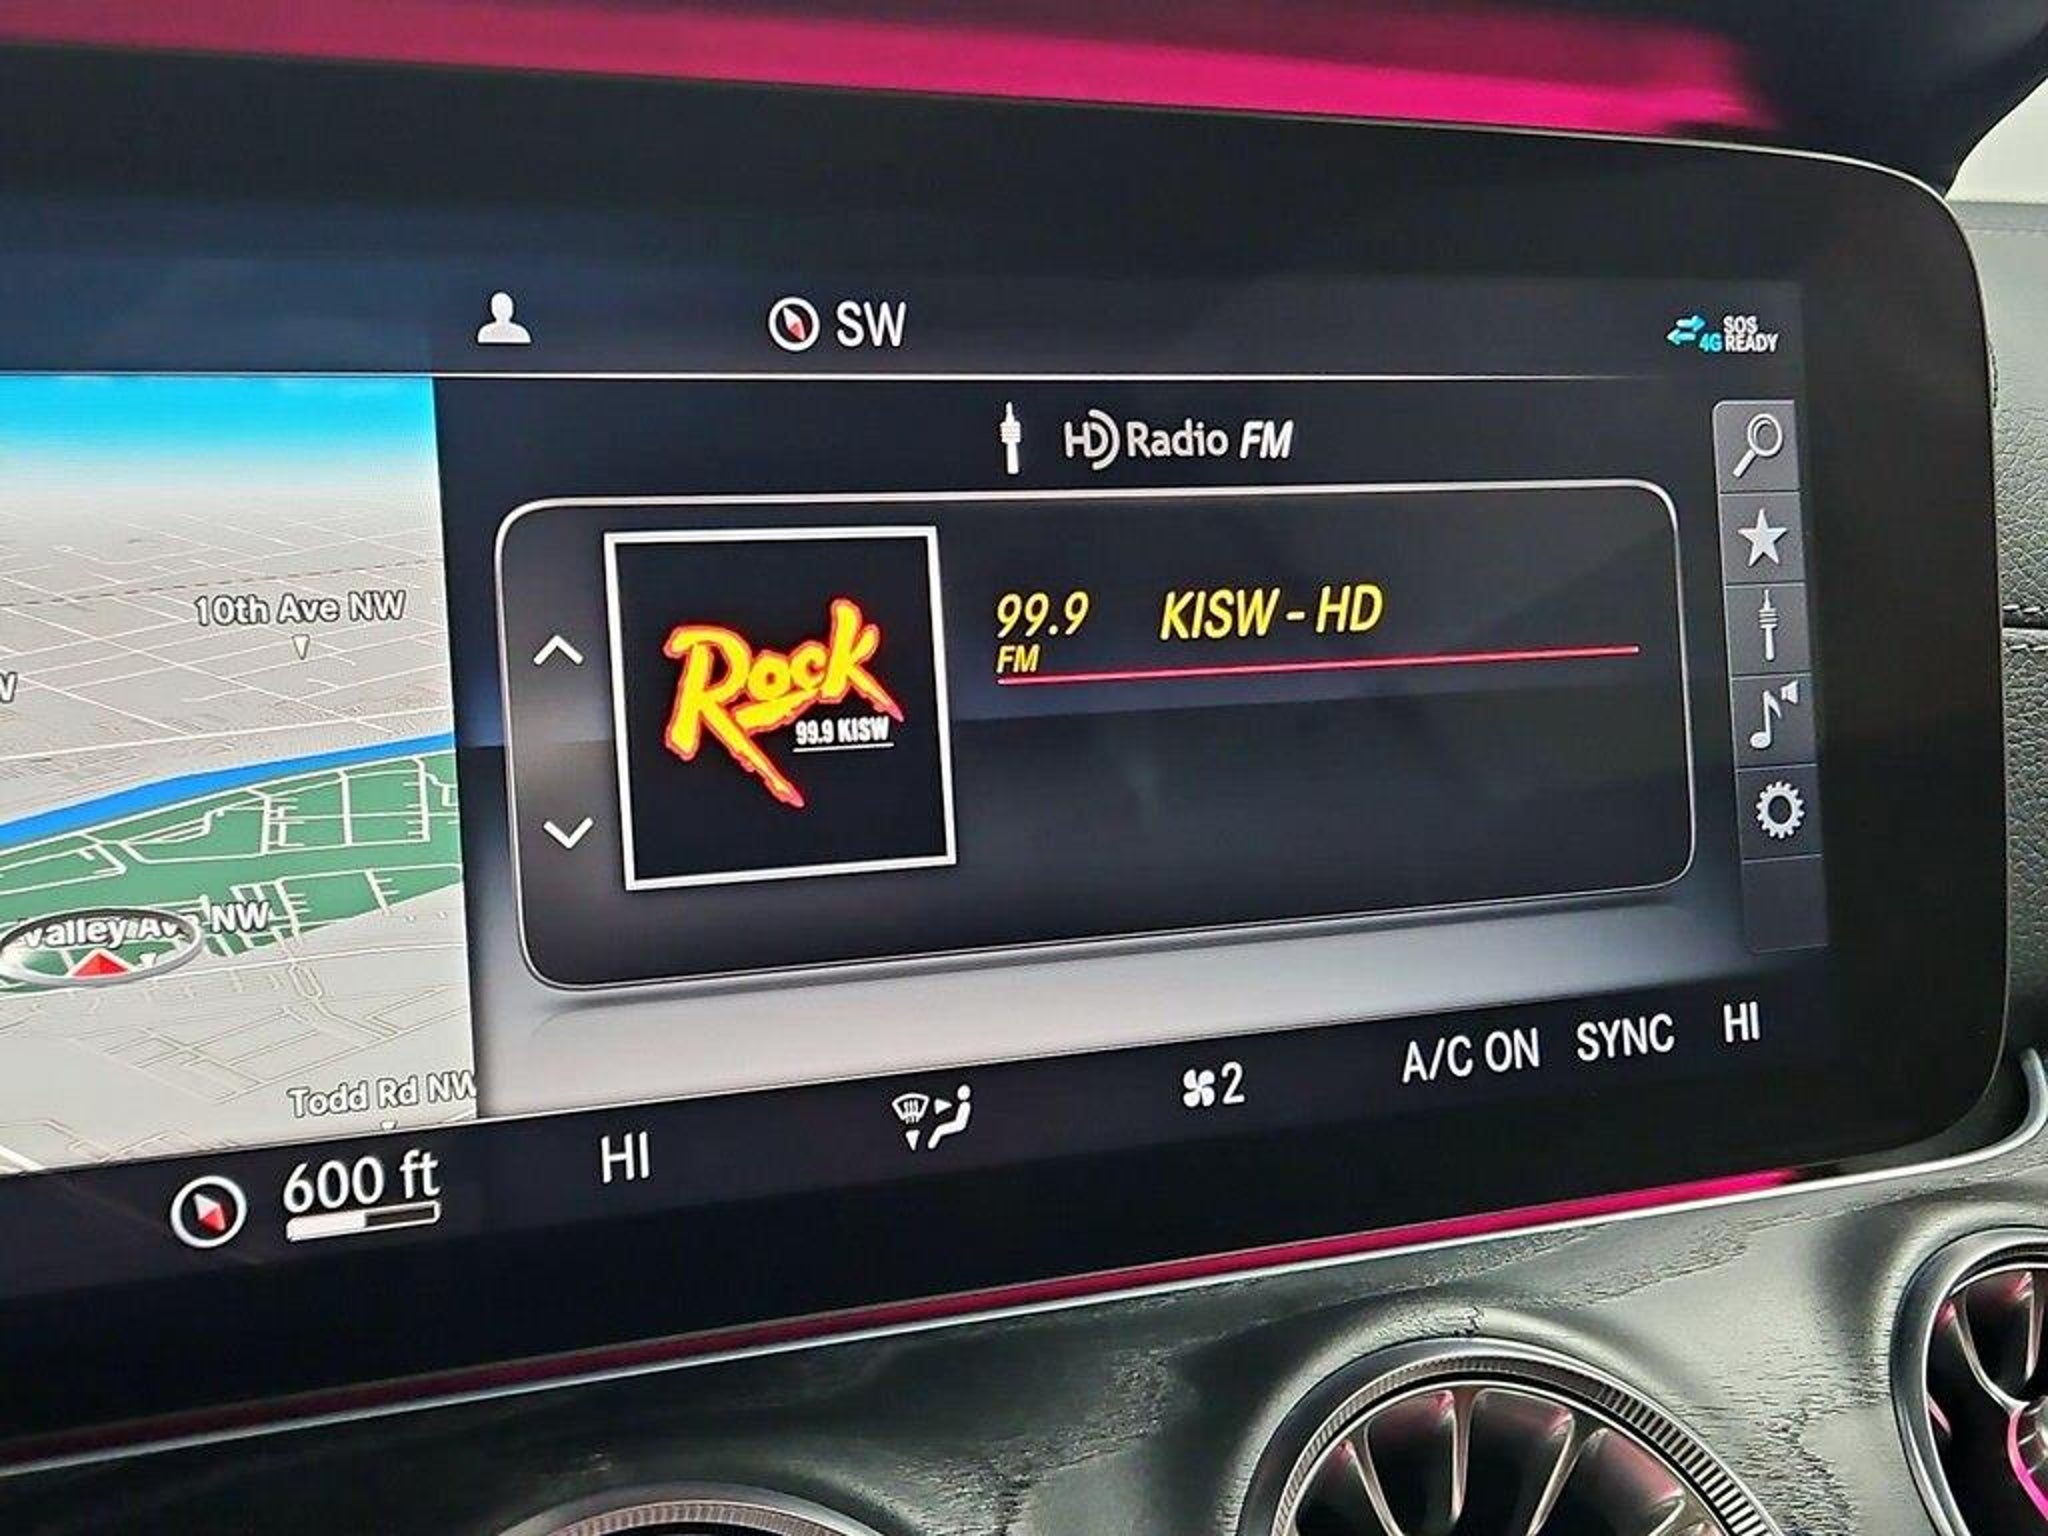 SW
4G SOS
READY
HD Radio FM
10th Ave NW
Rock
99.9 KISW
99.9 KISW - HD
FM
Valley Ave NW
Todd Rd NW
600 ft
HI
2
A/C ON SYNC HI